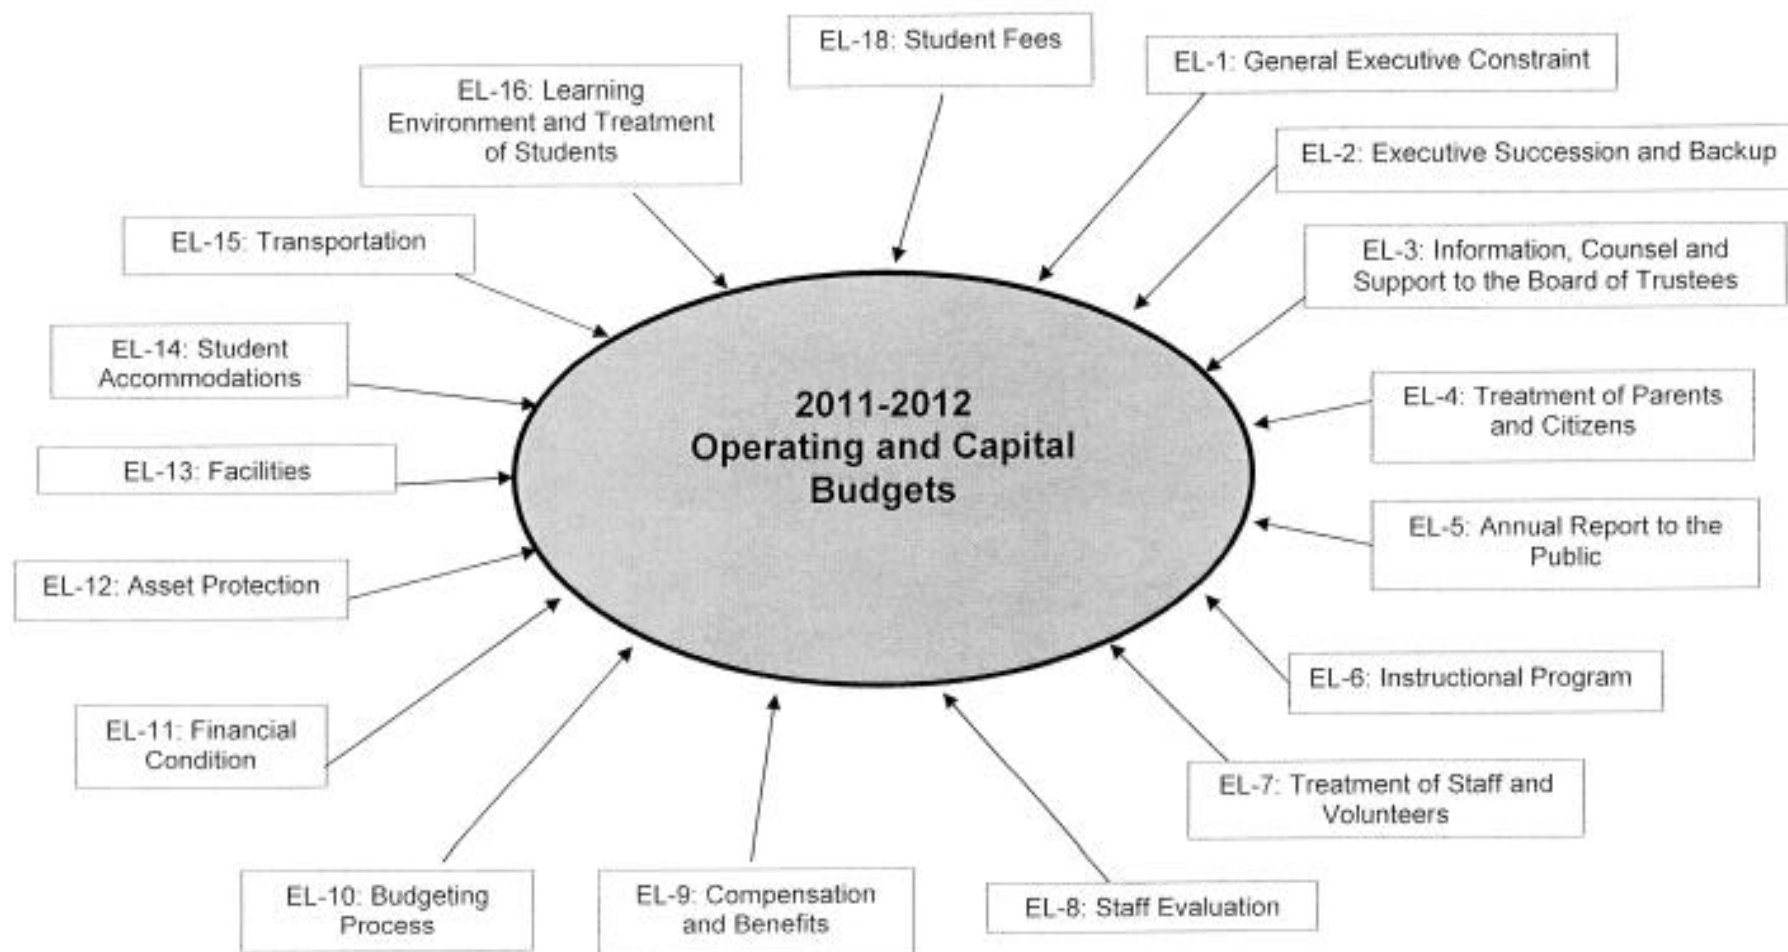 EL-18: Student Fees
EL-1: General Executive Constraint
EL-16: Learning
Environment and Treatment
of Students
EL-2: Executive Succession and Backup
EL-15: Transportation
EL-3: Information, Counsel and
Support to the Board of Trustees
EL-14: Student
Accommodations
2011-2012
Operating and Capital
Budgets
EL-4: Treatment of Parents
and Citizens
EL-13: Facilities
EL-5: Annual Report to the
Public
EL-12: Asset Protection
EL-6: Instructional Program
EL-11: Financial
Condition
EL-7: Treatment of Staff and
Volunteers
EL-10: Budgeting
Process
EL-9: Compensation
and Benefits
EL-8: Staff Evaluation